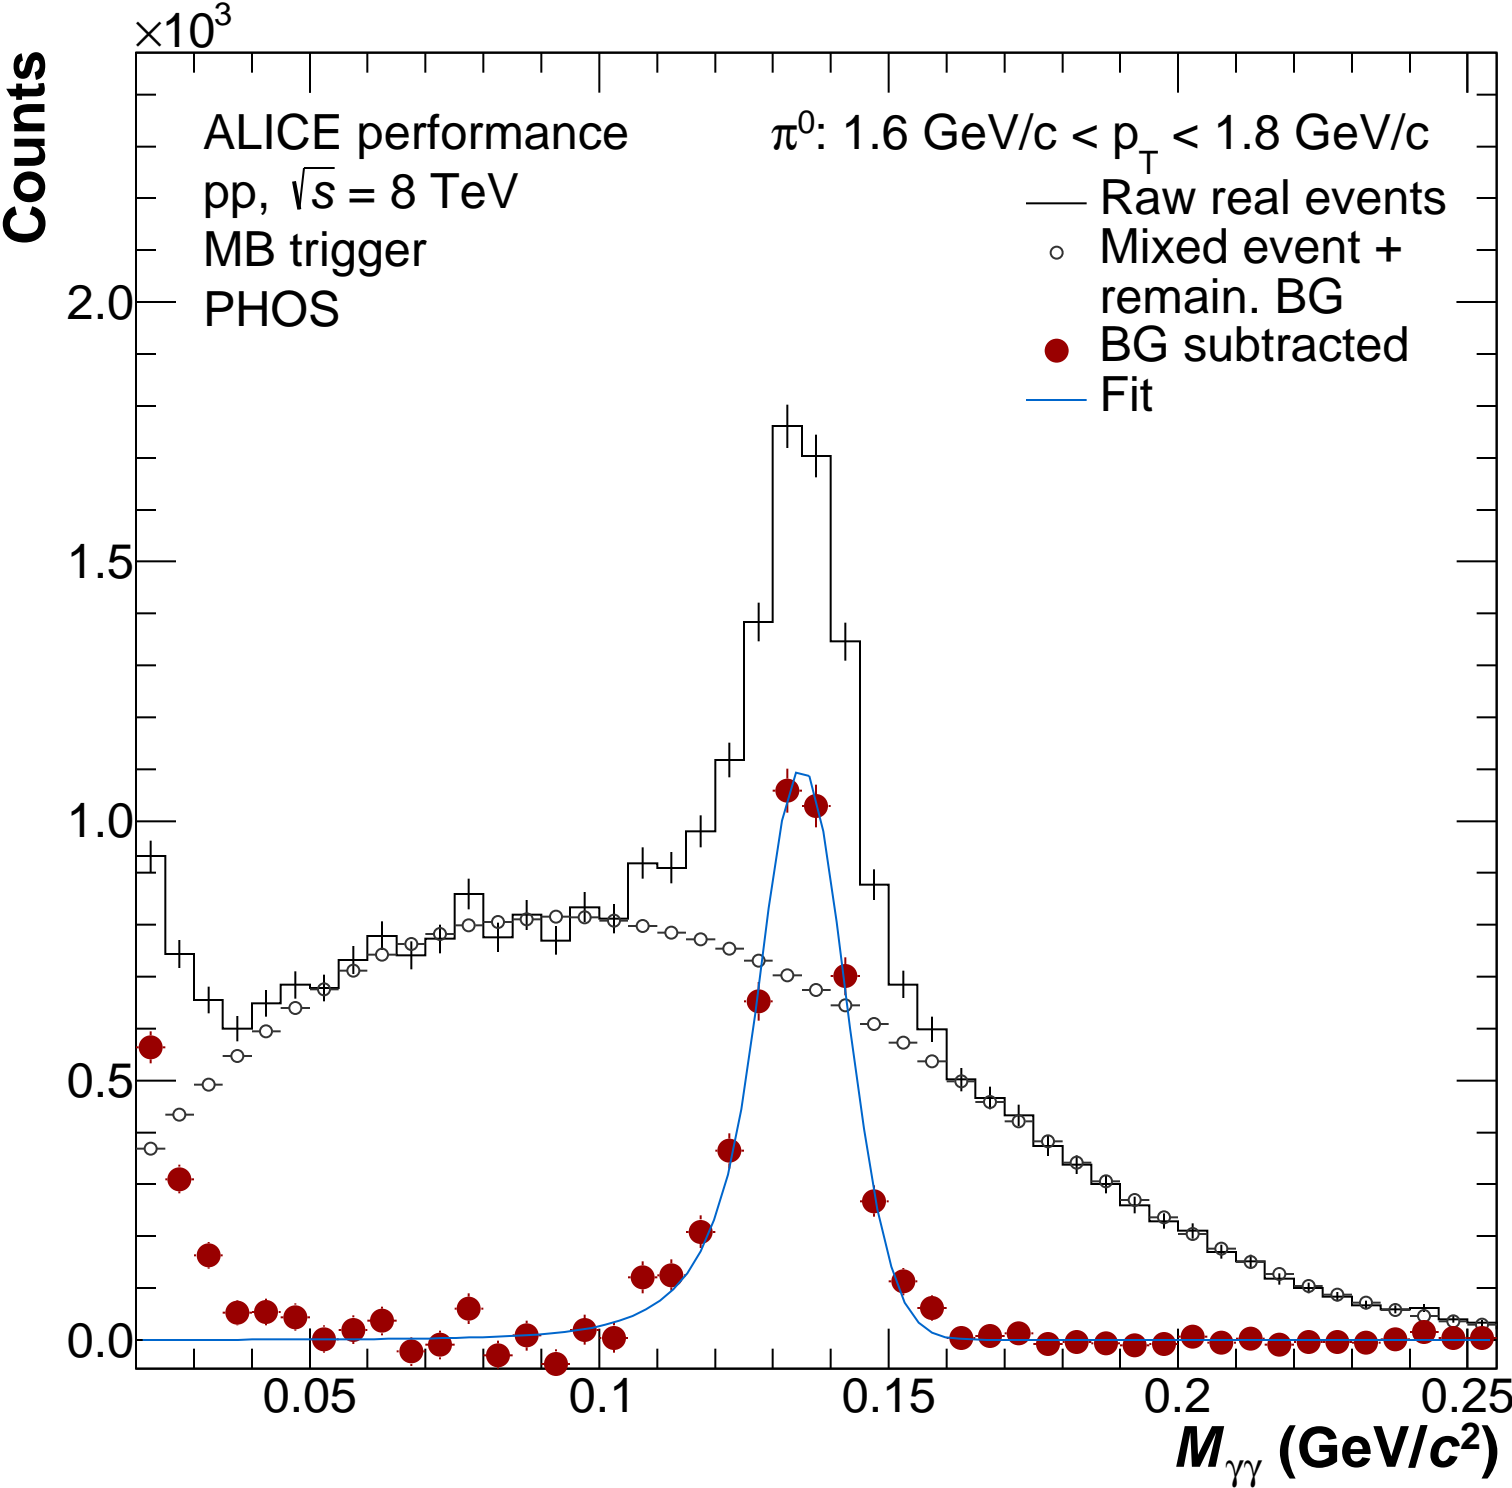 ×10³
Counts
ALICE performance
pp, √s = 8 TeV
MB trigger
PHOS
π⁰: 1.6 GeV/c < p_T < 1.8 GeV/c
Raw real events
Mixed event +
remain. BG
BG subtracted
Fit
2.0
1.5
1.0
0.5
0.0
0.05 0.1 0.15 0.2 0.25
M_γγ (GeV/c²)